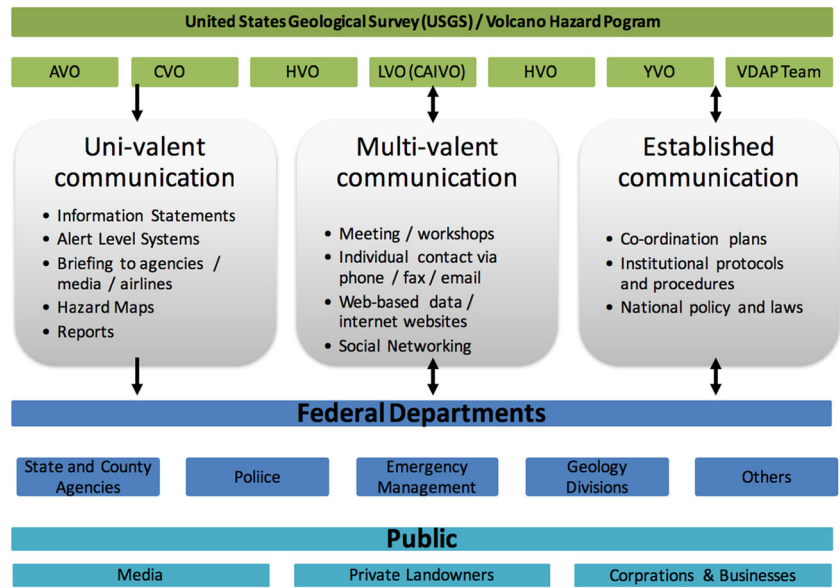 United States Geological Survey (USGS) / Volcano Hazard Pogram
AVO
CVO
HVO
LVO (CAIVO)
HVO
YVO
VDAP Team
Uni-valent
communication
• Information Statements
• Alert Level Systems
• Briefing to agencies /
media / airlines
• Hazard Maps
• Reports
Multi-valent
communication
• Meeting / workshops
• Individual contact via
phone / fax / email
• Web-based data /
internet websites
• Social Networking
Established
communication
• Co-ordination plans
• Institutional protocols
and procedures
• National policy and laws
Federal Departments
State and County
Agencies
Poliice
Emergency
Management
Geology
Divisions
Others
Public
Media
Private Landowners
Corprations & Businesses